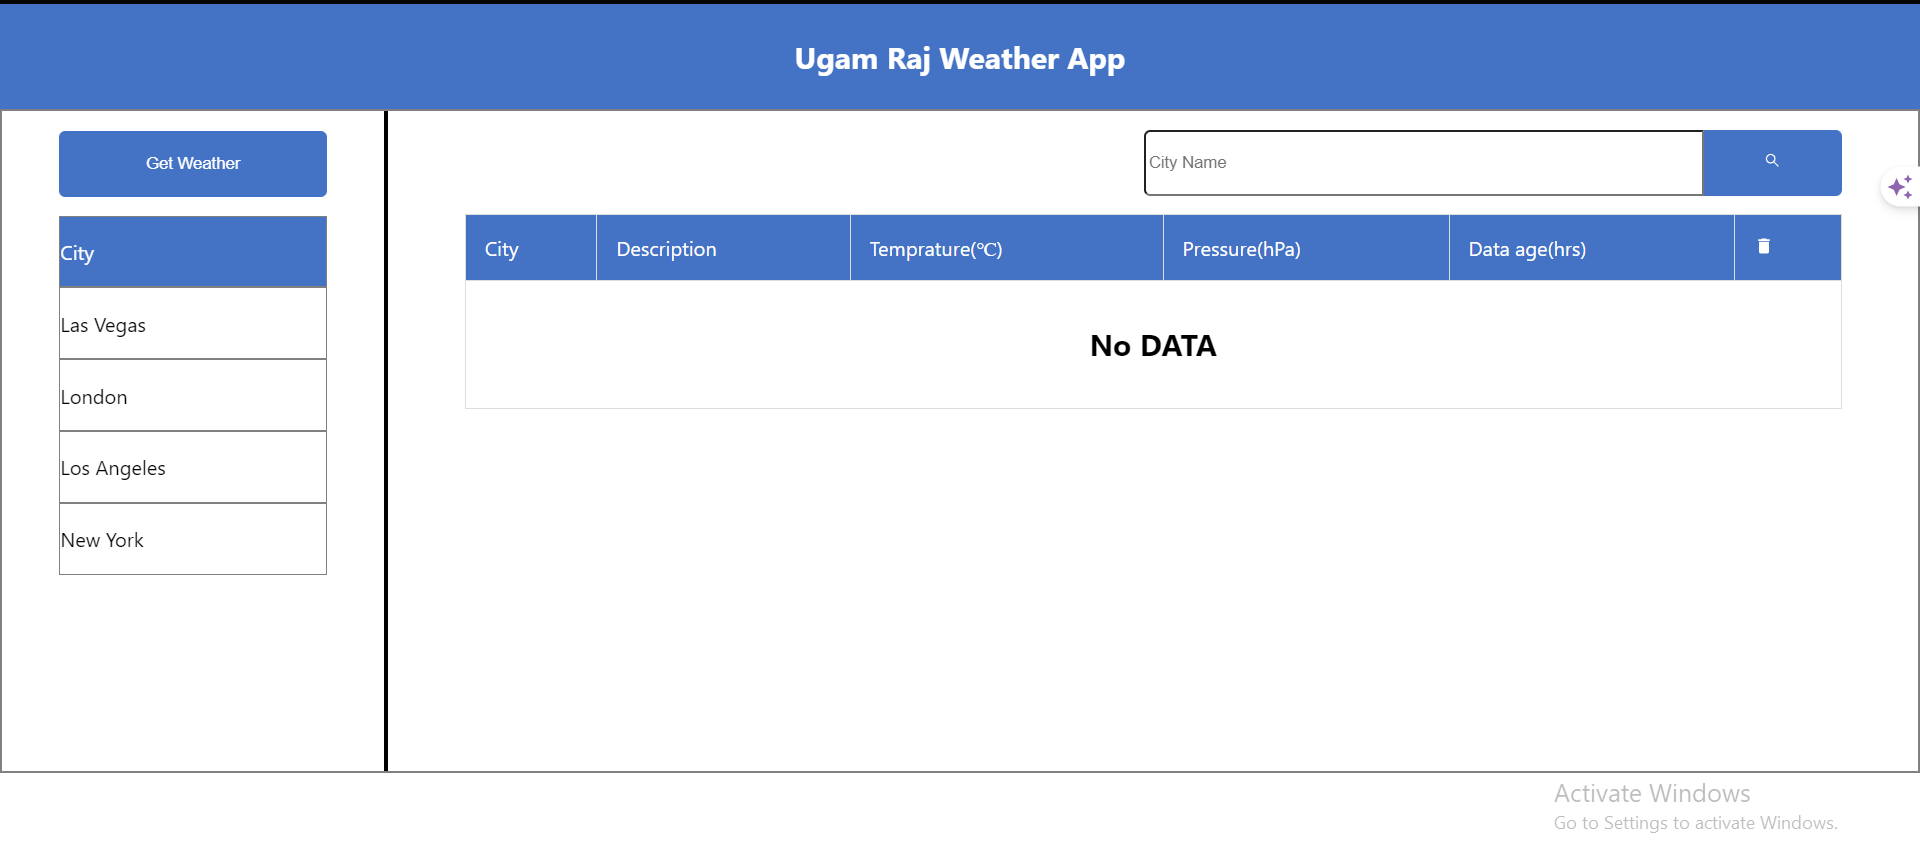 Ugam Raj Weather App
Get Weather
City
Las Vegas
London
Los Angeles
New York
City Name
City Description Temprature(℃) Pressure(hPa) Data age(hrs)
No DATA
Activate Windows
Go to Settings to activate Windows.